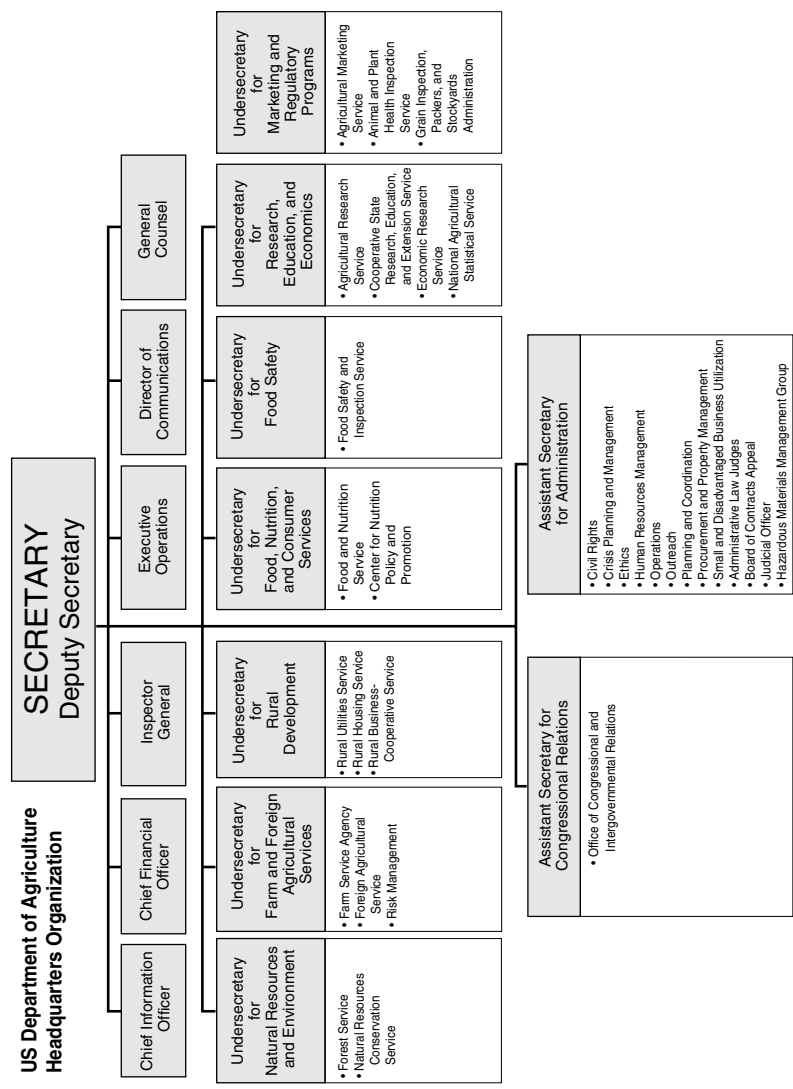 US Department of Agriculture
Headquarters Organization
SECRETARY
Deputy Secretary
Chief Information
Officer
Chief Financial
Officer
Inspector
General
Executive
Operations
Director of
Communications
General
Counsel
Undersecretary
for
Natural Resources
and Environment
• Forest Service
• Natural Resources
Conservation
Service
Undersecretary
for
Farm and Foreign
Agricultural
Services
• Farm Service Agency
• Foreign Agricultural
Service
• Risk Management
Undersecretary
for
Rural
Development
• Rural Utilities Service
• Rural Housing Service
• Rural Business-
Cooperative Service
Undersecretary
for
Food, Nutrition,
and Consumer
Services
• Food and Nutrition
Service
• Center for Nutrition
Policy and
Promotion
Undersecretary
for
Food Safety
• Food Safety and
Inspection Service
Undersecretary
for
Research,
Education, and
Economics
• Agricultural Research
Service
• Cooperative State
Research, Education,
and Extension Service
• Economic Research
Service
• National Agricultural
Statistical Service
Undersecretary
for
Marketing and
Regulatory
Programs
• Agricultural Marketing
Service
• Animal and Plant
Health Inspection
Service
• Grain Inspection,
Packers, and
Stockyards
Administration
Assistant Secretary for
Congressional Relations
• Office of Congressional and
Intergovernmental Relations
Assistant Secretary
for Administration
• Civil Rights
• Crisis Planning and Management
• Ethics
• Human Resources Management
• Operations
• Outreach
• Planning and Coordination
• Procurement and Property Management
• Small and Disadvantaged Business Utilization
• Administrative Law Judges
• Board of Contracts Appeal
• Judicial Officer
• Hazardous Materials Management Group